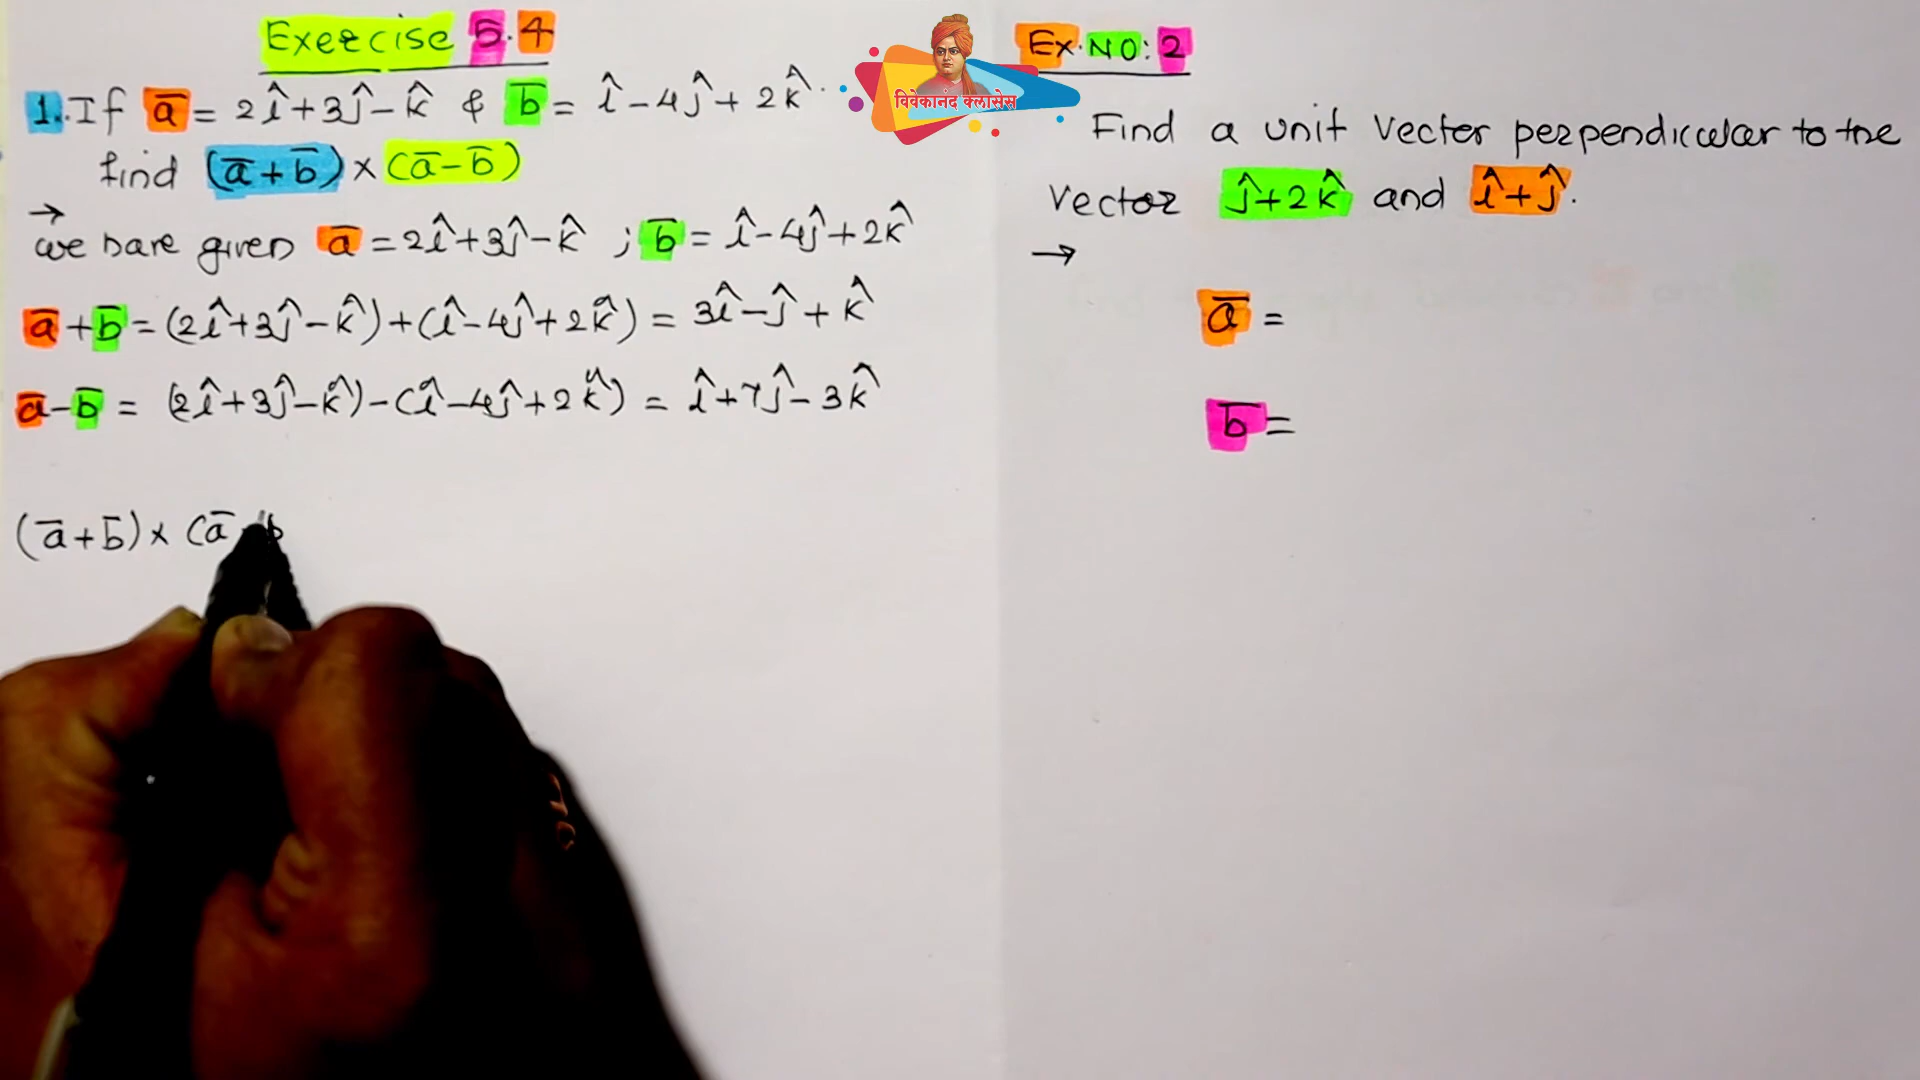 Exercise 5.4
1. If a̅ = 2î+3ĵ-k̂ & b̅ = î-4ĵ+2k̂.
find (a̅+b̅)×(a̅-b̅)
→
we have given a̅=2î+3ĵ-k̂ ; b̅= î-4ĵ+2k̂
a̅+b̅=(2î+3ĵ-k̂)+(î-4ĵ+2k̂) = 3î-ĵ+k̂
a̅-b̅ = (2î+3ĵ-k̂)-(î-4ĵ+2k̂) = î+7ĵ-3k̂
(a̅+b̅)×(a̅-b
विवेकानंद क्लासेस
Ex. NO: 2
Find a unit vector perpendicular to the
vector ĵ+2k̂ and î+ĵ.
→
a̅ =
b̅ =